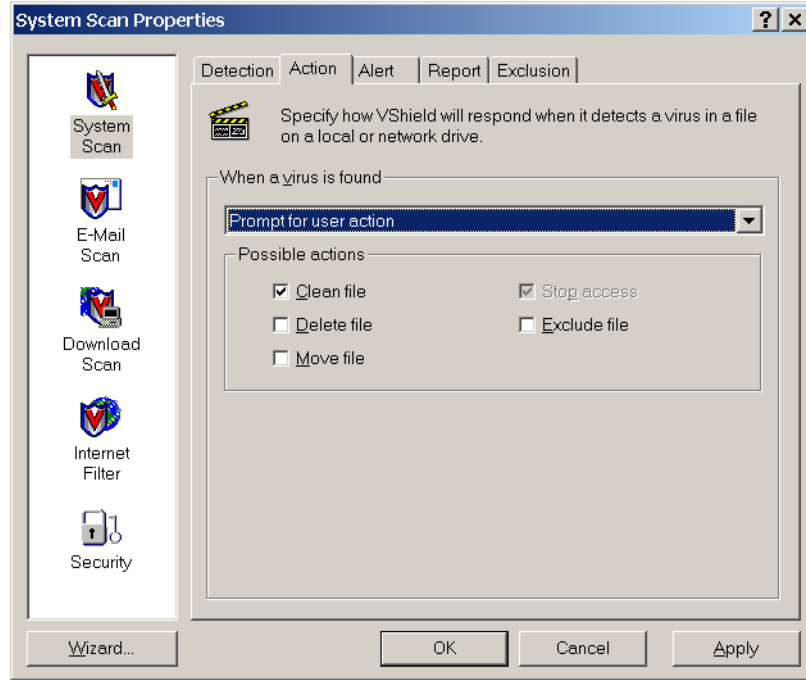 System Scan Properties
Detection Action Alert Report Exclusion
System
Scan
E-Mail
Scan
Download
Scan
Internet
Filter
Security
Specify how VShield will respond when it detects a virus in a file
on a local or network drive.
When a virus is found
Prompt for user action
Possible actions
Clean file
Stop access
Delete file
Exclude file
Move file
Wizard...
OK
Cancel
Apply